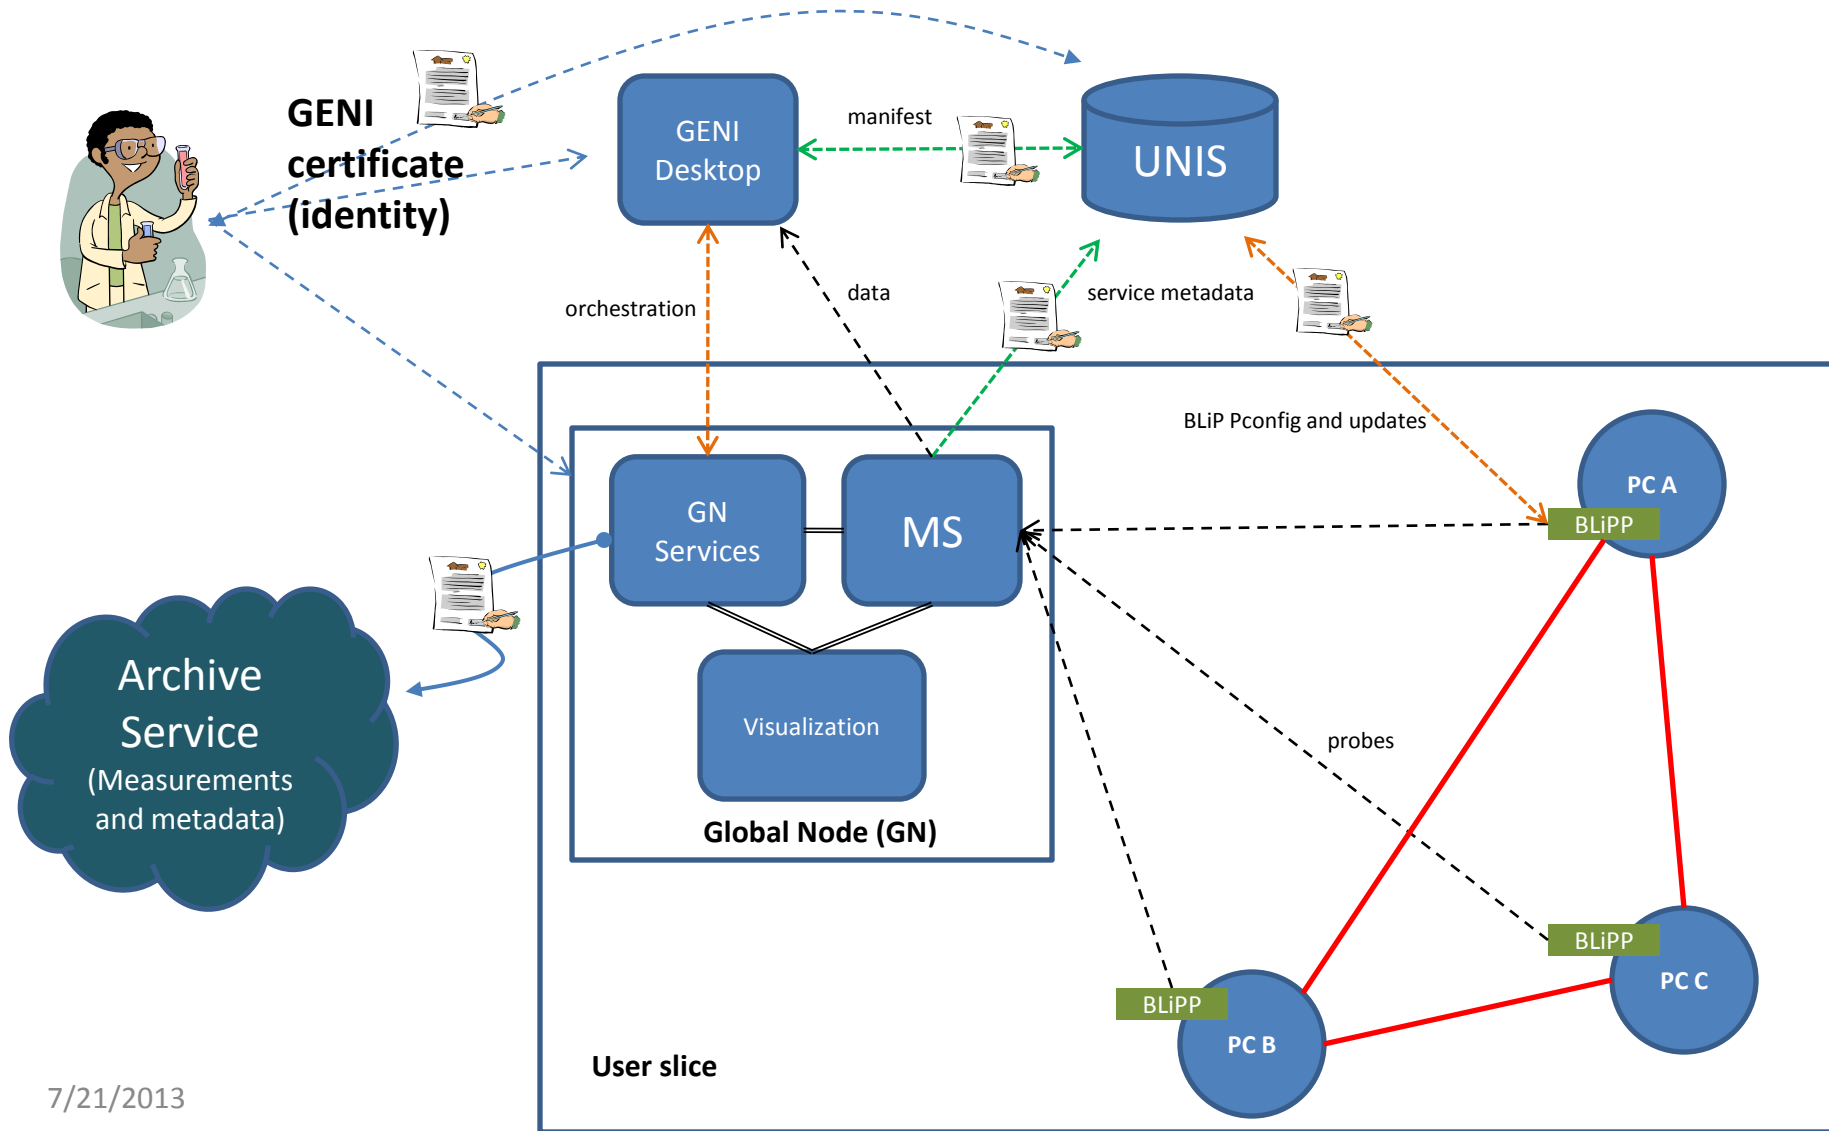 GENI
certificate
(identity)
GENI
Desktop
manifest
UNIS
orchestration
data
service metadata
BLiP Pconfig and updates
PC A
BLiPP
GN
Services
MS
Visualization
Global Node (GN)
Archive
Service
(Measurements
and metadata)
probes
BLiPP
PC C
BLiPP
PC B
User slice
7/21/2013